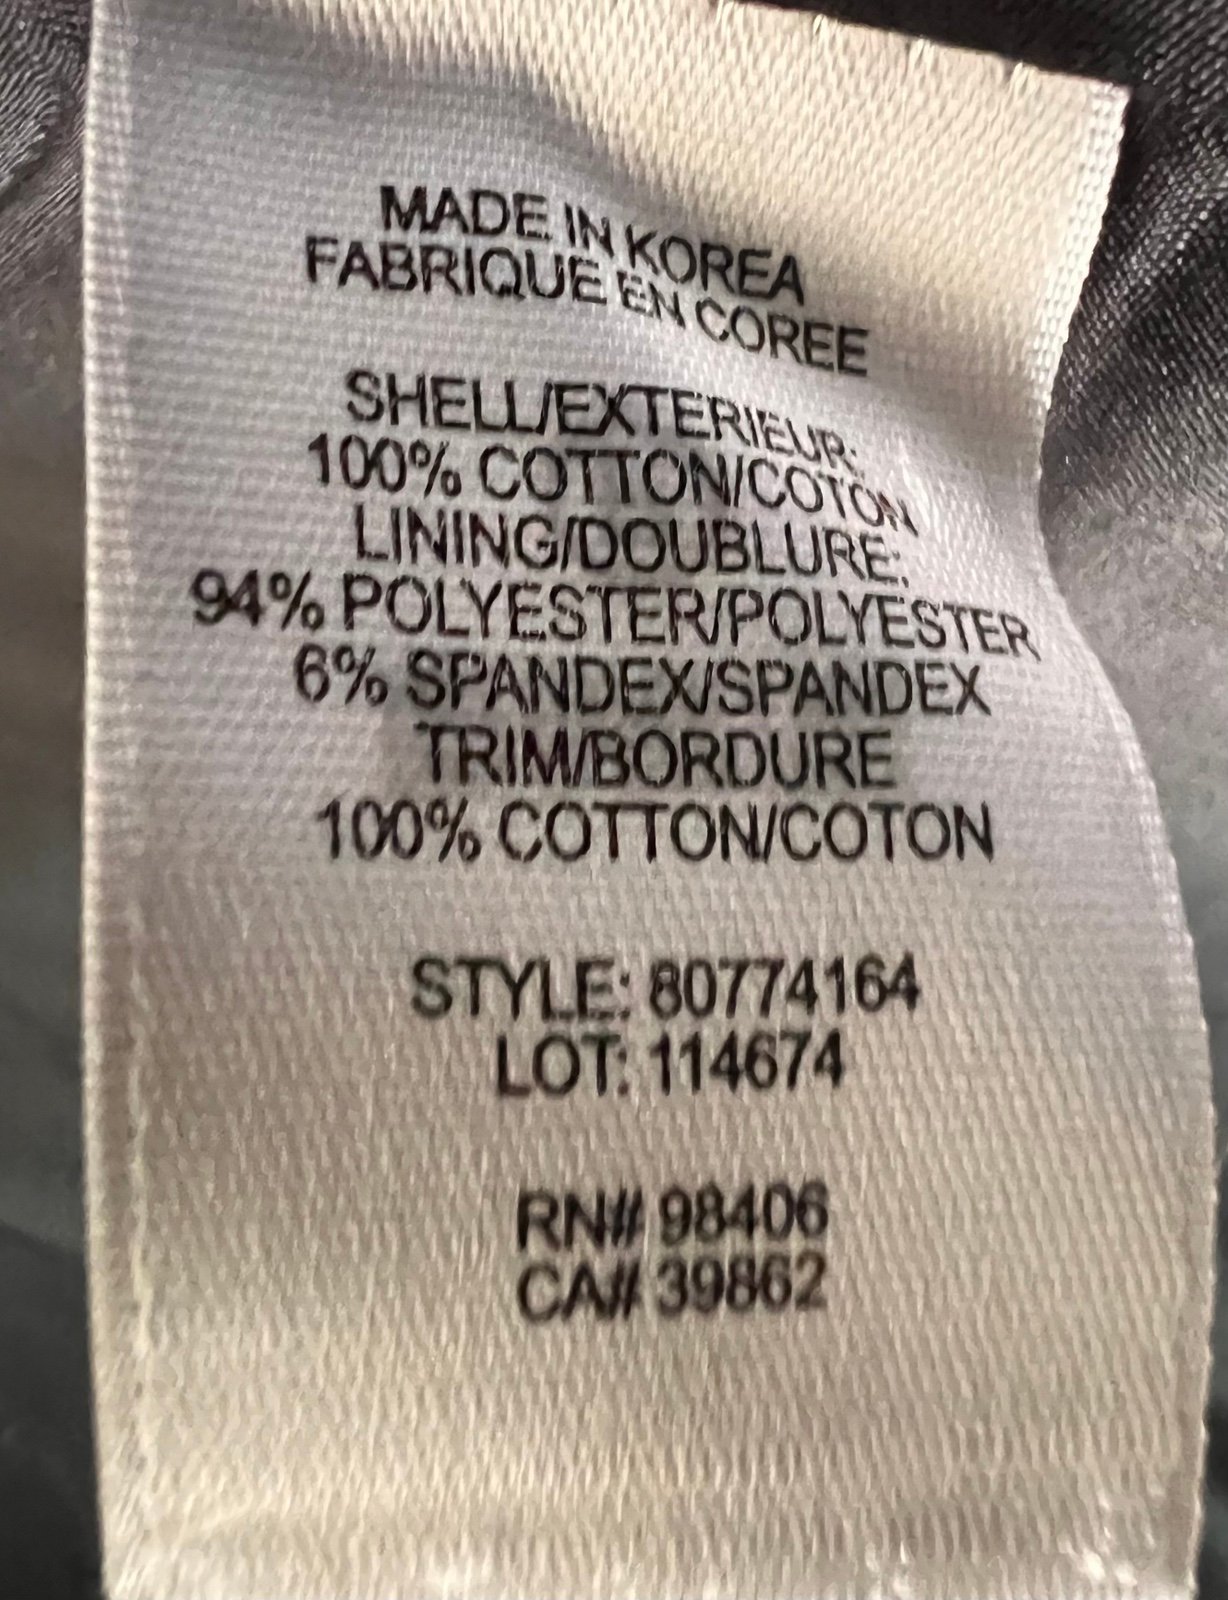 MADE IN KOREA
FABRIQUE EN COREE
SHELL/EXTERIEUR:
100% COTTON/COTON
LINING/DOUBLURE:
94% POLYESTER/POLYESTER
6% SPANDEX/SPANDEX
TRIM/BORDURE
100% COTTON/COTON
STYLE: 80774164
LOT: 114674
RN# 98406
CA# 39862